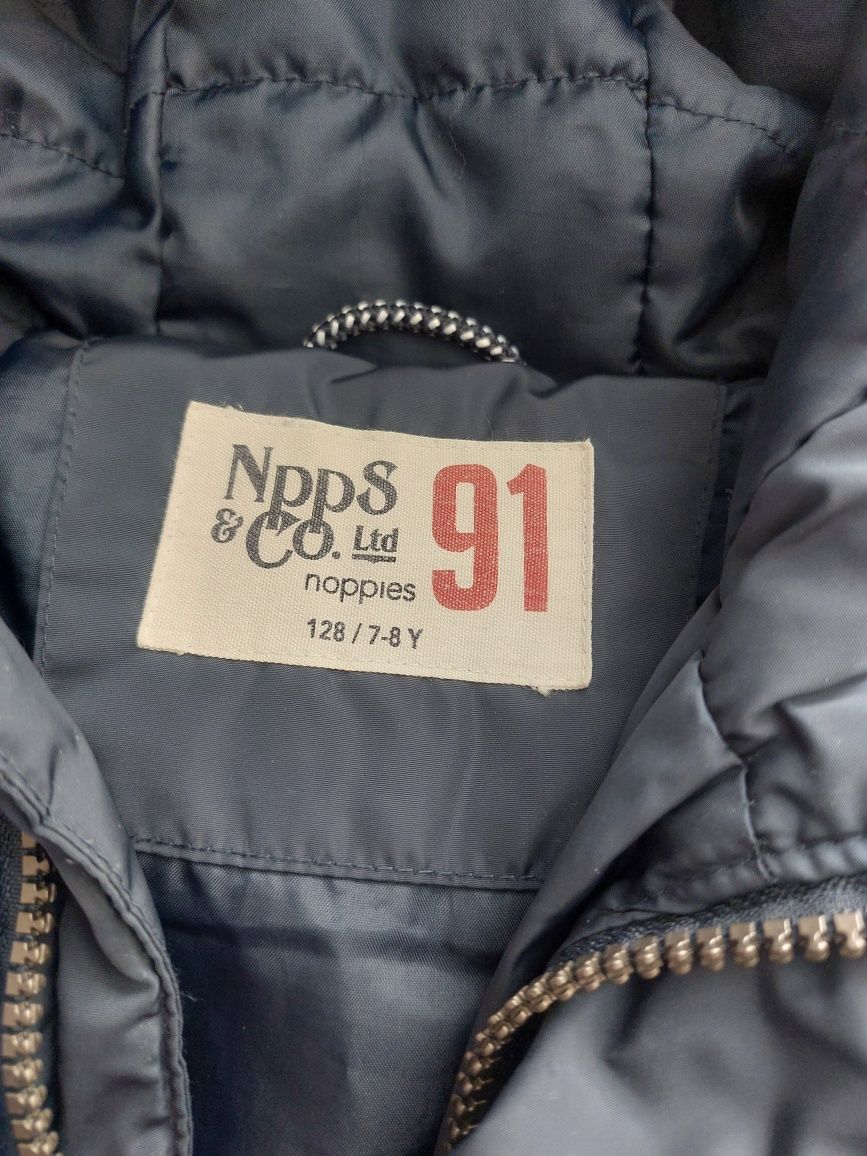 NppS
& Co. Ltd
91
noppies
128 / 7-8 Y